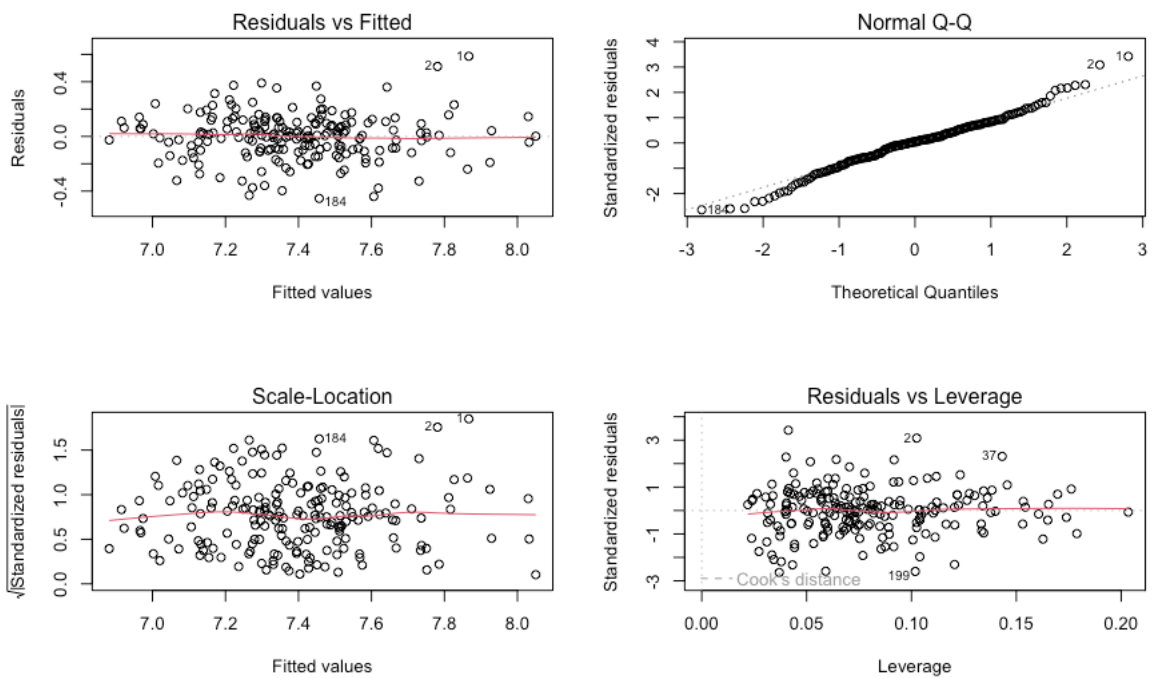 Residuals vs Fitted
Residuals
-0.4 0.0 0.4
1
2
184
7.0 7.2 7.4 7.6 7.8 8.0
Fitted values
Normal Q-Q
Standardized residuals
-2 0 1 2 3 4
1
2
184
-3 -2 -1 0 1 2 3
Theoretical Quantiles
Scale-Location
√|Standardized residuals|
0.0 0.5 1.0 1.5
1
2
184
7.0 7.2 7.4 7.6 7.8 8.0
Fitted values
Residuals vs Leverage
Standardized residuals
-3 -1 1 3
2
37
199
Cook's distance
0.00 0.05 0.10 0.15 0.20
Leverage